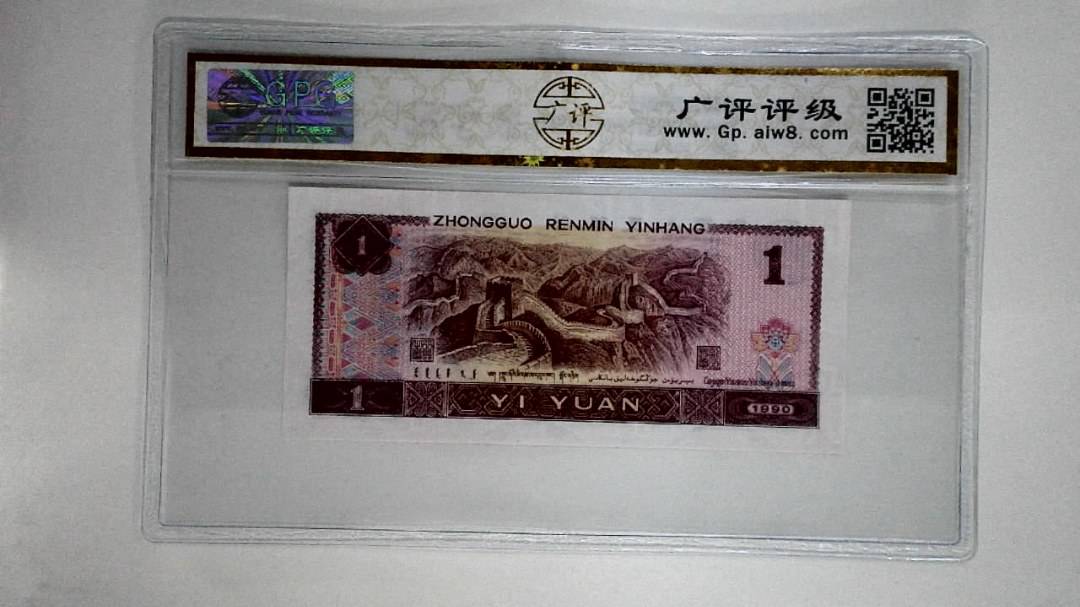 GPG
广评
广评评级
www. Gp. aiw8. com
ZHONGGUO RENMIN YINHANG
1
1
1
YI YUAN
1990